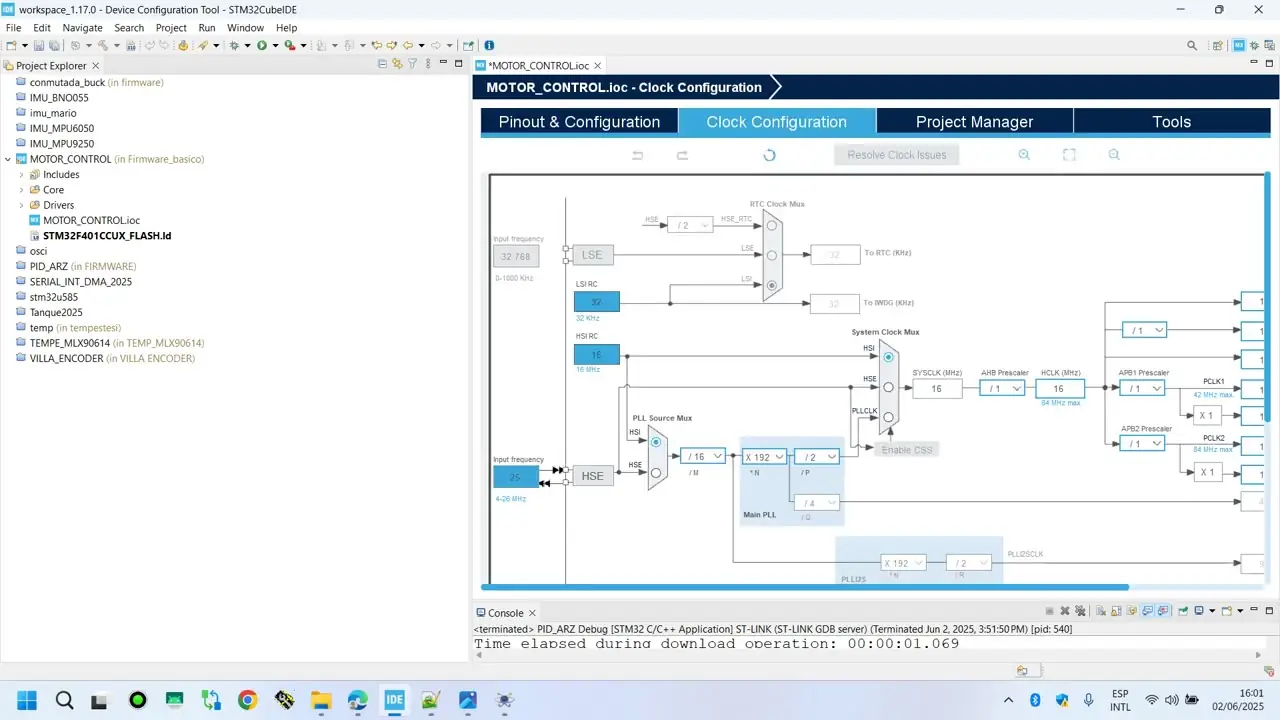 workspace_1.17.0 - Device Configuration Tool - STM32CubeIDE
File Edit Navigate Search Project Run Window Help
Project Explorer
conmutada_buck (in firmware)
IMU_BNO055
imu_mario
IMU_MPU6050
IMU_MPU9250
MOTOR_CONTROL (in Firmware_basico)
Includes
Core
Drivers
MOTOR_CONTROL.ioc
STM32F401CCUX_FLASH.ld
osci
PID_ARZ (in FIRMWARE)
SERIAL_INT_DMA_2025
stm32u585
Tanque2025
temp (in tempestesi)
TEMPE_MLX90614 (in TEMP_MLX90614)
VILLA_ENCODER (in VILLA ENCODER)
*MOTOR_CONTROL.ioc
MOTOR_CONTROL.ioc - Clock Configuration
Pinout & Configuration Clock Configuration Project Manager Tools
Resolve Clock Issues
RTC Clock Mux
HSE / 2 HSE_RTC
Input frequency
32.768 LSE LSE 32 To RTC (KHz)
0-1000 KHz
LSI RC LSI
32 32 To IWDG (KHz)
32 KHz
HSI RC System Clock Mux
16 HSI
16 MHz
HSE SYSCLK (MHz) AHB Prescaler HCLK (MHz) APB1 Prescaler PCLK1
16 / 1 16 / 1
84 MHz max 42 MHz max
/ 1
PLL Source Mux PLLCLK X 1
HSI Enable CSS APB2 Prescaler PCLK2
/ 1 84 MHz max
Input frequency HSE / 16 X 192 / 2
25 HSE / M * N / P X 1
4-26 MHz
/ 4
Main PLL / Q
X 192 / 2 PLLI2SCLK
PLLI2S * N / R
Console
<terminated> PID_ARZ Debug [STM32 C/C++ Application] ST-LINK (ST-LINK GDB server) (Terminated Jun 2, 2025, 3:51:50 PM) [pid: 540]
Time elapsed during download operation: 00:00:01.069
IDE
ESP
INTL
16:01
02/06/2025